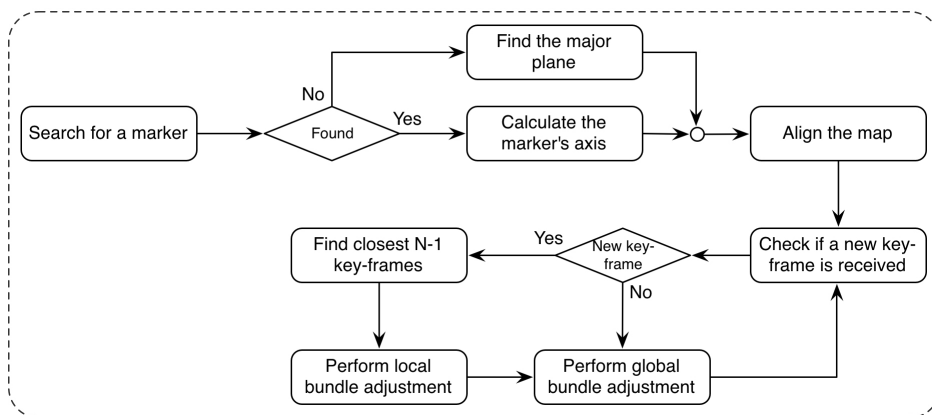 Find the major
plane
No
Search for a marker
Found
Yes
Calculate the
marker's axis
Align the map
Find closest N-1
key-frames
Yes
New key-
frame
Check if a new key-
frame is received
No
Perform local
bundle adjustment
Perform global
bundle adjustment